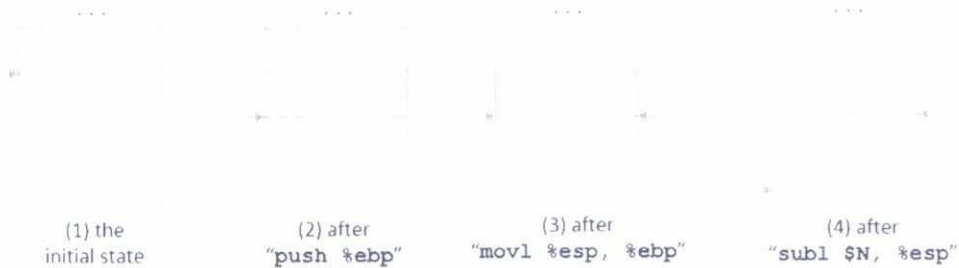 ... ... ... ...
(1) the
initial state
(2) after
"push %ebp"
(3) after
"movl %esp, %ebp"
(4) after
"subl $N, %esp"